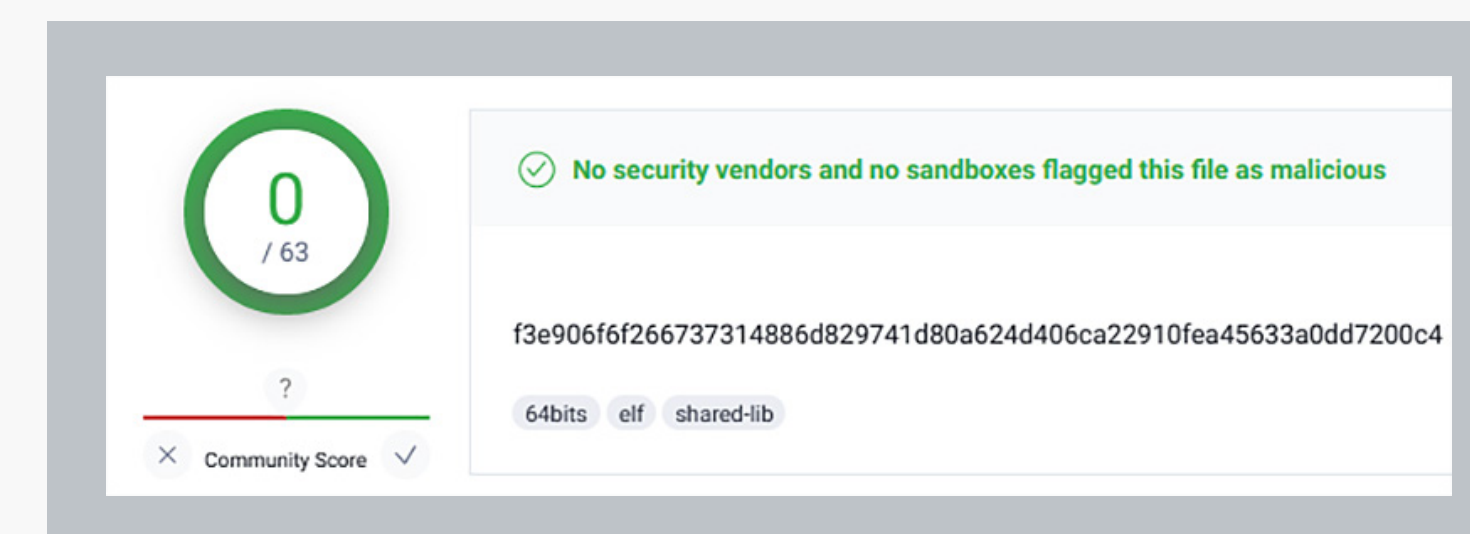 0
/ 63
?
Community Score
No security vendors and no sandboxes flagged this file as malicious
f3e906f6f266737314886d829741d80a624d406ca22910fea45633a0dd7200c4
64bits elf shared-lib